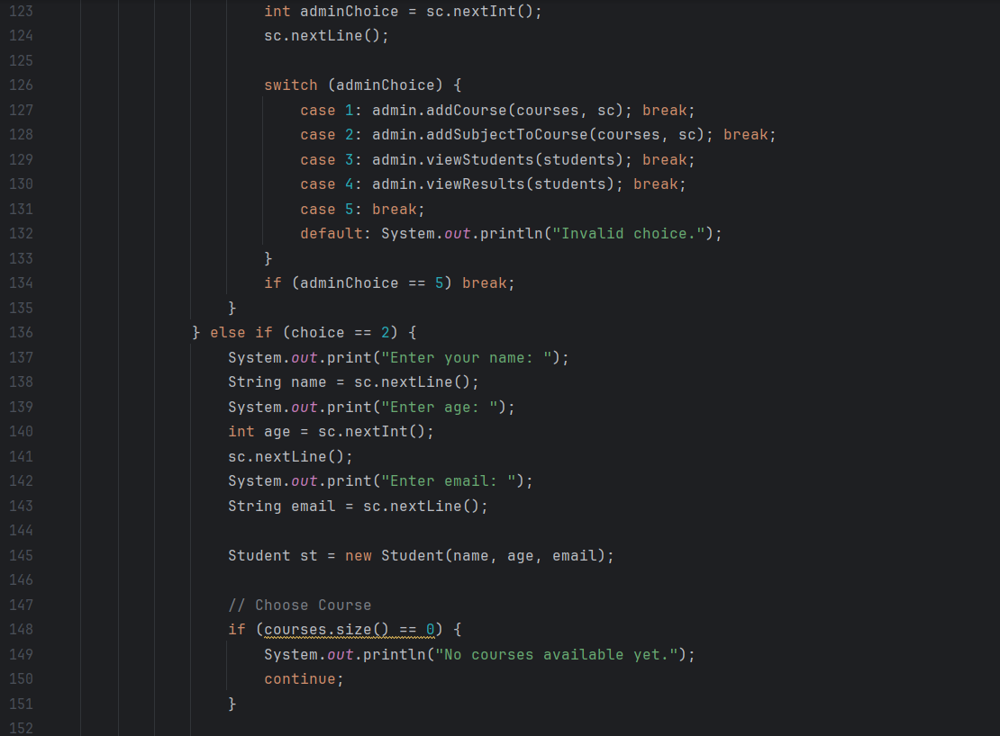 123 int adminChoice = sc.nextInt();
124 sc.nextLine();
125
126 switch (adminChoice) {
127 case 1: admin.addCourse(courses, sc); break;
128 case 2: admin.addSubjectToCourse(courses, sc); break;
129 case 3: admin.viewStudents(students); break;
130 case 4: admin.viewResults(students); break;
131 case 5: break;
132 default: System.out.println("Invalid choice.");
133 }
134 if (adminChoice == 5) break;
135 }
136 } else if (choice == 2) {
137 System.out.print("Enter your name: ");
138 String name = sc.nextLine();
139 System.out.print("Enter age: ");
140 int age = sc.nextInt();
141 sc.nextLine();
142 System.out.print("Enter email: ");
143 String email = sc.nextLine();
144
145 Student st = new Student(name, age, email);
146
147 // Choose Course
148 if (courses.size() == 0) {
149 System.out.println("No courses available yet.");
150 continue;
151 }
152